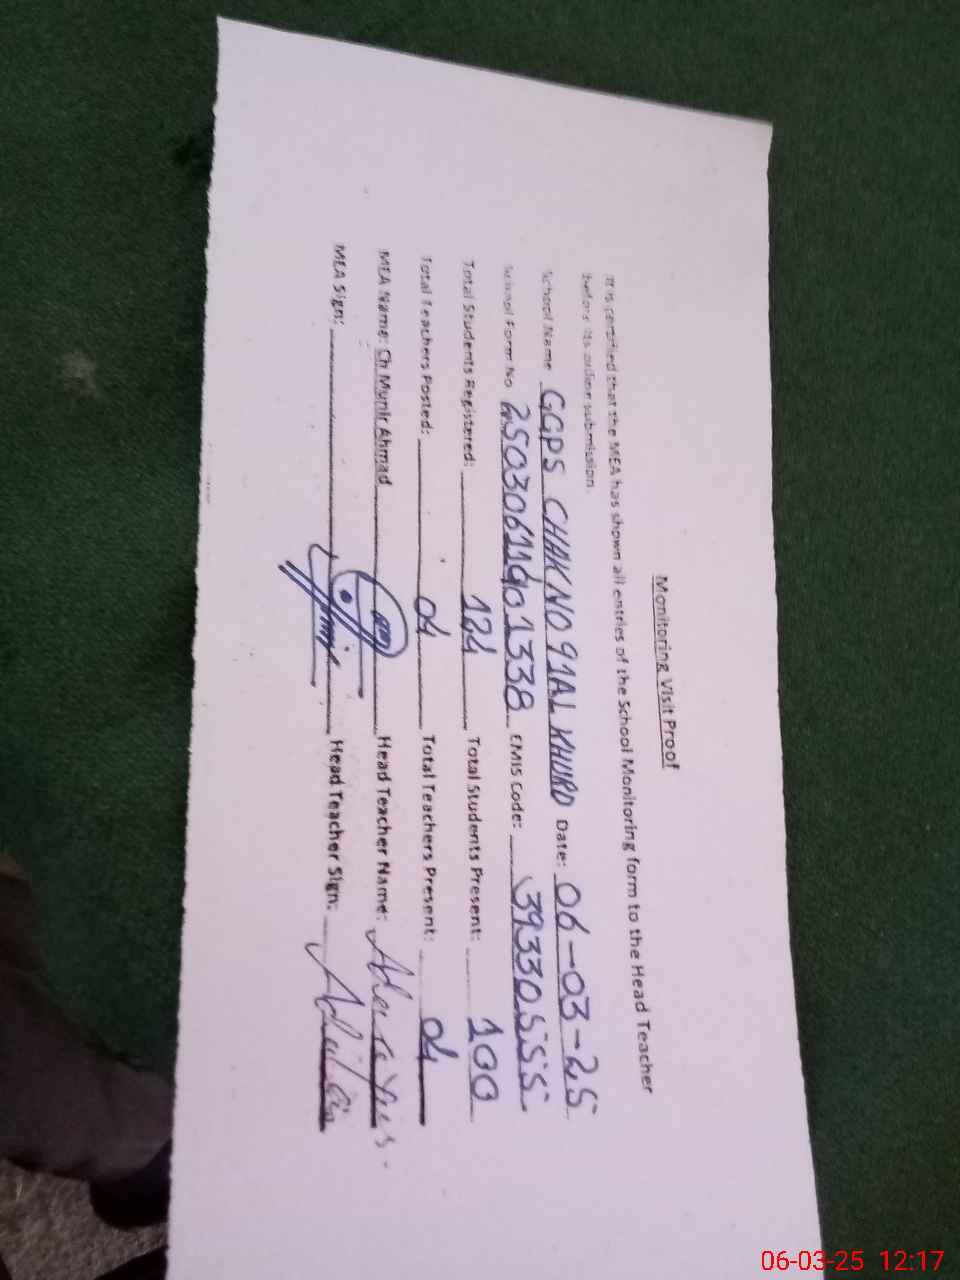 Monitoring Visit Proof
It is certified that the MEA has shown all entries of the School Monitoring form to the Head Teacher
before its online submission.
School Name GGPS CHAK NO 91AL KHURD Date: 06-03-25
School Form No 25030611901338 EMIS Code: 39330555
Total Students Registered: 124 Total Students Present: 100
Total Teachers Posted: 04 Total Teachers Present: 04
MEA Name: Ch Munir Ahmad Head Teacher Name:
MEA Sign: Head Teacher Sign:
06-03-25 12:17